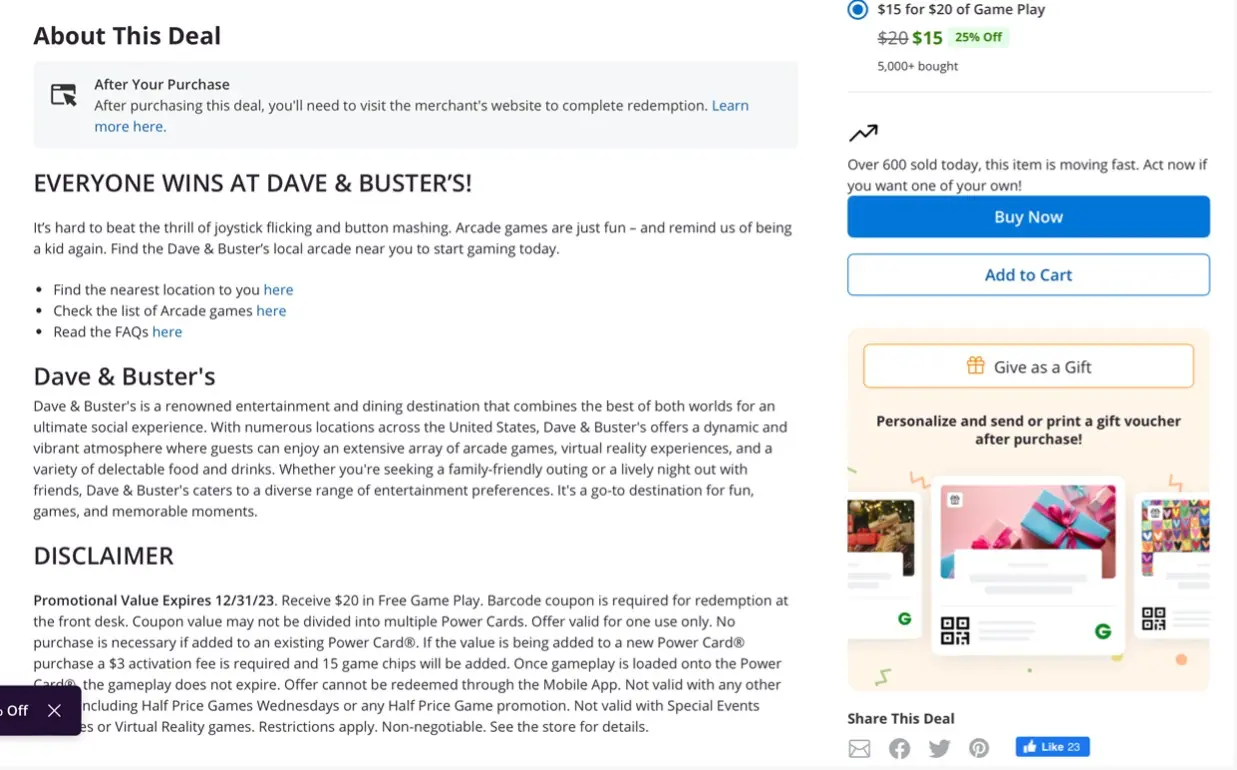 About This Deal
After Your Purchase
After purchasing this deal, you'll need to visit the merchant's website to complete redemption. Learn
more here.
EVERYONE WINS AT DAVE & BUSTER’S!
It’s hard to beat the thrill of joystick flicking and button mashing. Arcade games are just fun – and remind us of being
a kid again. Find the Dave & Buster’s local arcade near you to start gaming today.
• Find the nearest location to you here
• Check the list of Arcade games here
• Read the FAQs here
Dave & Buster's
Dave & Buster's is a renowned entertainment and dining destination that combines the best of both worlds for an
ultimate social experience. With numerous locations across the United States, Dave & Buster's offers a dynamic and
vibrant atmosphere where guests can enjoy an extensive array of arcade games, virtual reality experiences, and a
variety of delectable food and drinks. Whether you're seeking a family-friendly outing or a lively night out with
friends, Dave & Buster's caters to a diverse range of entertainment preferences. It's a go-to destination for fun,
games, and memorable moments.
DISCLAIMER
Promotional Value Expires 12/31/23. Receive $20 in Free Game Play. Barcode coupon is required for redemption at
the front desk. Coupon value may not be divided into multiple Power Cards. Offer valid for one use only. No
purchase is necessary if added to an existing Power Card®. If the value is being added to a new Power Card®
purchase a $3 activation fee is required and 15 game chips will be added. Once gameplay is loaded onto the Power
Card®, the gameplay does not expire. Offer cannot be redeemed through the Mobile App. Not valid with any other
including Half Price Games Wednesdays or any Half Price Game promotion. Not valid with Special Events
or Virtual Reality games. Restrictions apply. Non-negotiable. See the store for details.
Off
$15 for $20 of Game Play
$20 $15 25% Off
5,000+ bought
Over 600 sold today, this item is moving fast. Act now if
you want one of your own!
Buy Now
Add to Cart
Give as a Gift
Personalize and send or print a gift voucher
after purchase!
G
G
Share This Deal
Like 23